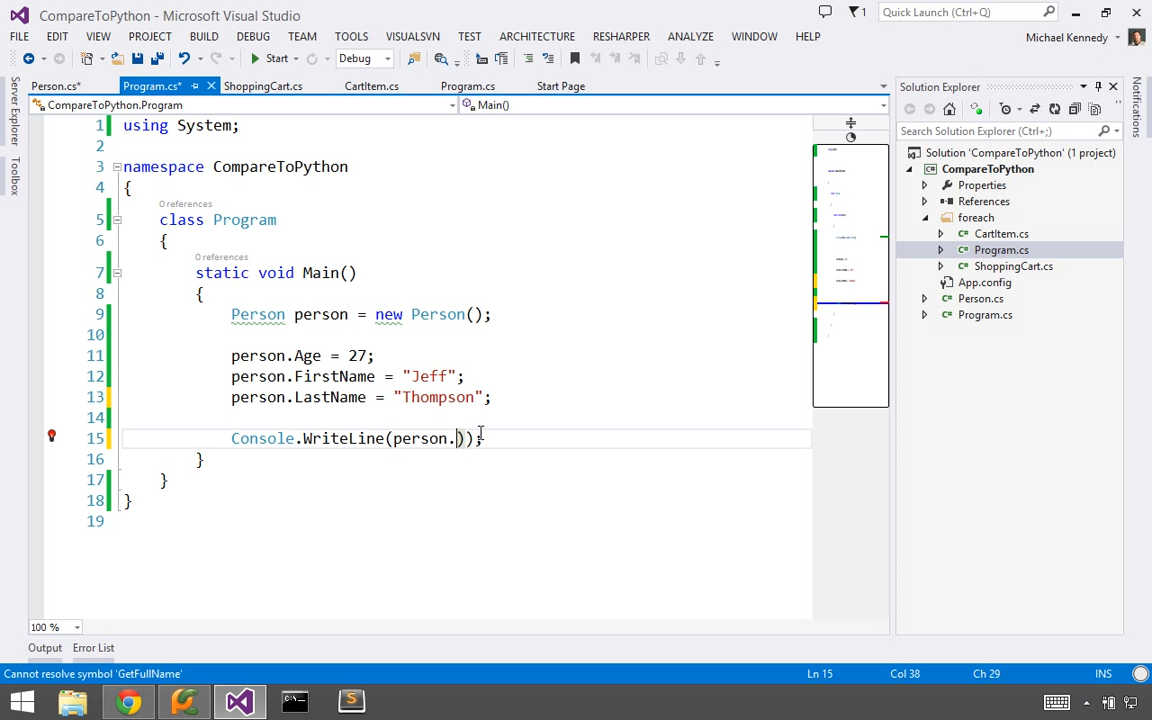 CompareToPython - Microsoft Visual Studio
1
Quick Launch (Ctrl+Q)
FILE EDIT VIEW PROJECT BUILD DEBUG TEAM TOOLS VISUALSVN TEST ARCHITECTURE RESHARPER ANALYZE WINDOW HELP
Michael Kennedy
Start Debug
Person.cs* Program.cs* ShoppingCart.cs CartItem.cs Program.cs Start Page
CompareToPython.Program Main()
Server Explorer
Toolbox
1 using System;
2
3 namespace CompareToPython
4 {
0 references
5 class Program
6 {
0 references
7 static void Main()
8 {
9 Person person = new Person();
10
11 person.Age = 27;
12 person.FirstName = "Jeff";
13 person.LastName = "Thompson";
14
15 Console.WriteLine(person.));
16 }
17 }
18 }
19
100 %
Solution Explorer
Search Solution Explorer (Ctrl+;)
Solution 'CompareToPython' (1 project)
CompareToPython
Properties
References
foreach
CartItem.cs
Program.cs
ShoppingCart.cs
App.config
Person.cs
Program.cs
Notifications
Output Error List
Cannot resolve symbol 'GetFullName' Ln 15 Col 38 Ch 29 INS